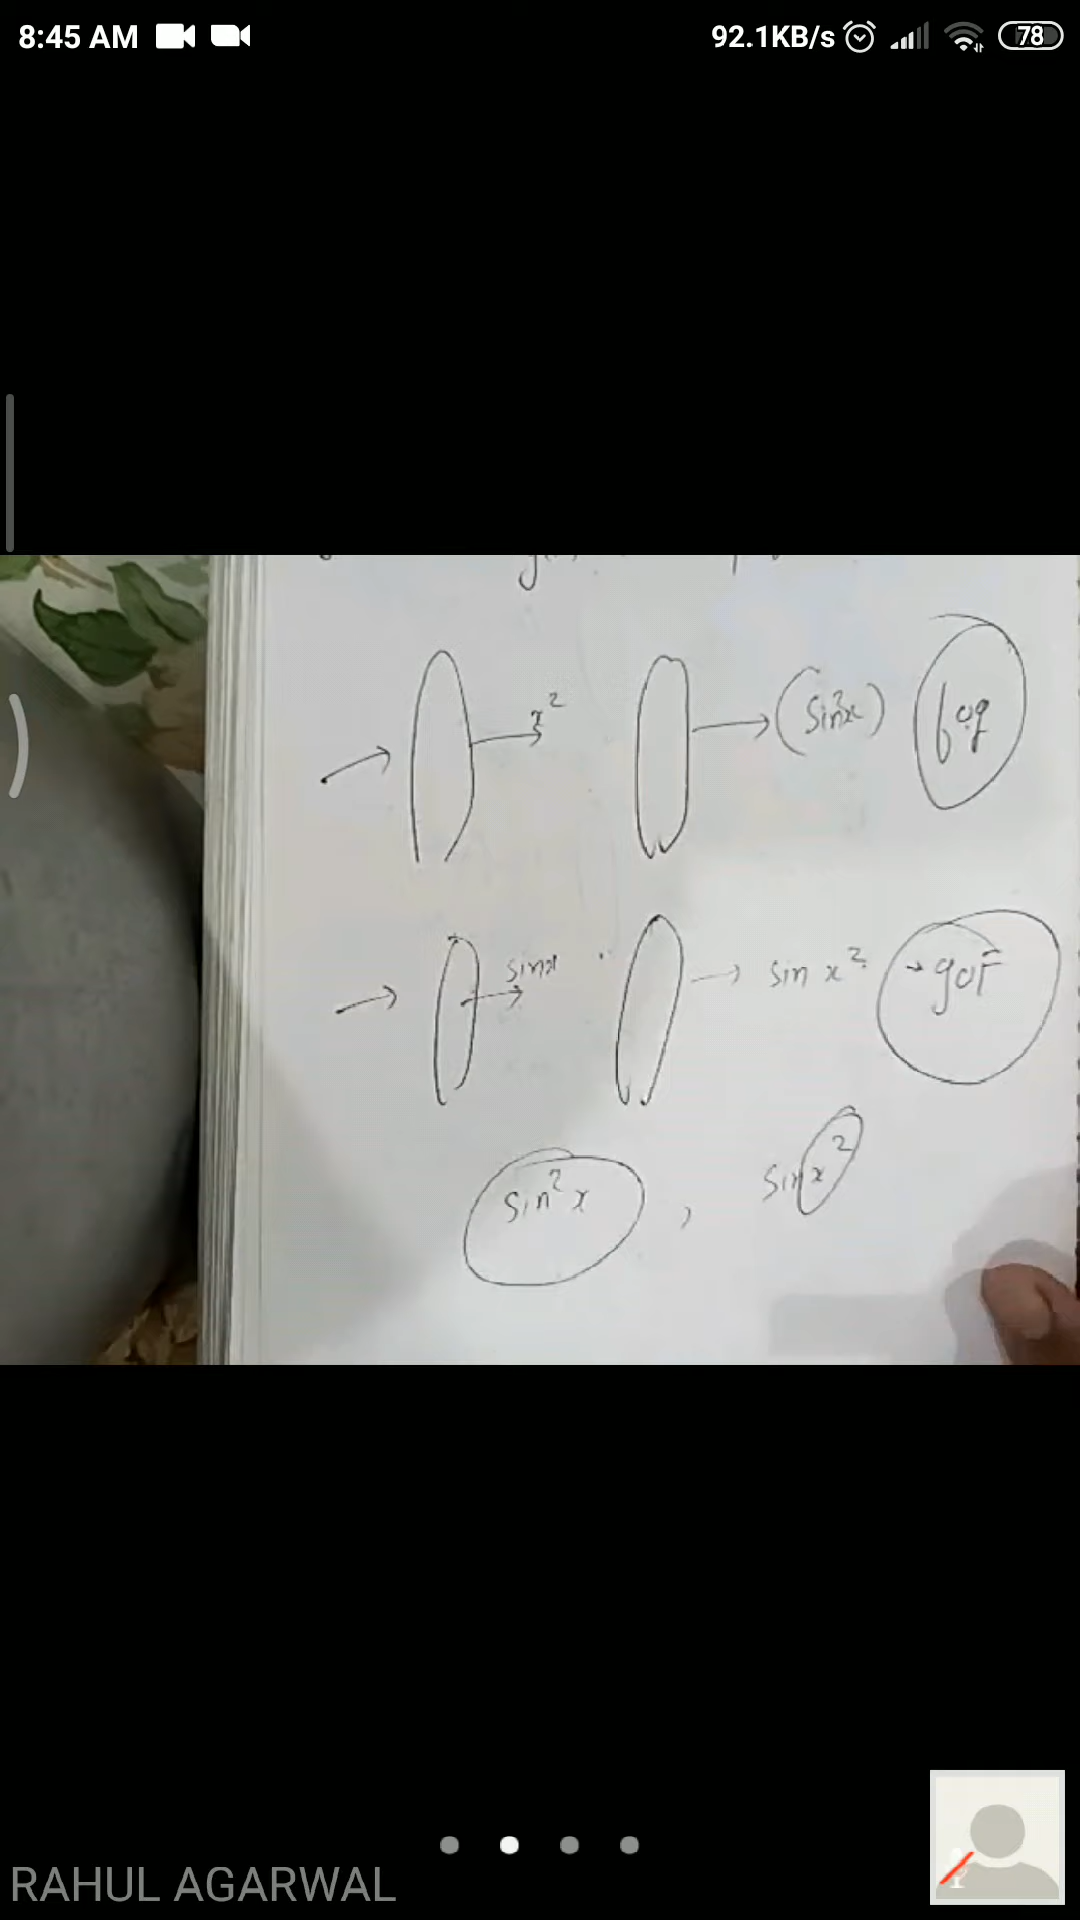 8:45 AM 92.1KB/s 78
x²
(sin²x) fog
sinx
sin x² → goF
sin²x , sin x²
RAHUL AGARWAL